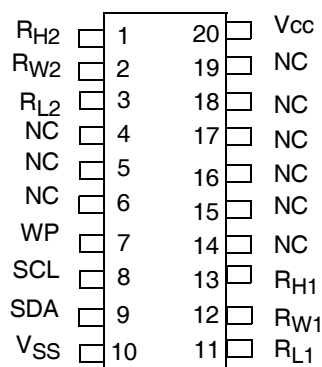 RH2 1 20 Vcc
RW2 2 19 NC
RL2 3 18 NC
NC 4 17 NC
NC 5 16 NC
NC 6 15 NC
WP 7 14 NC
SCL 8 13 RH1
SDA 9 12 RW1
VSS 10 11 RL1